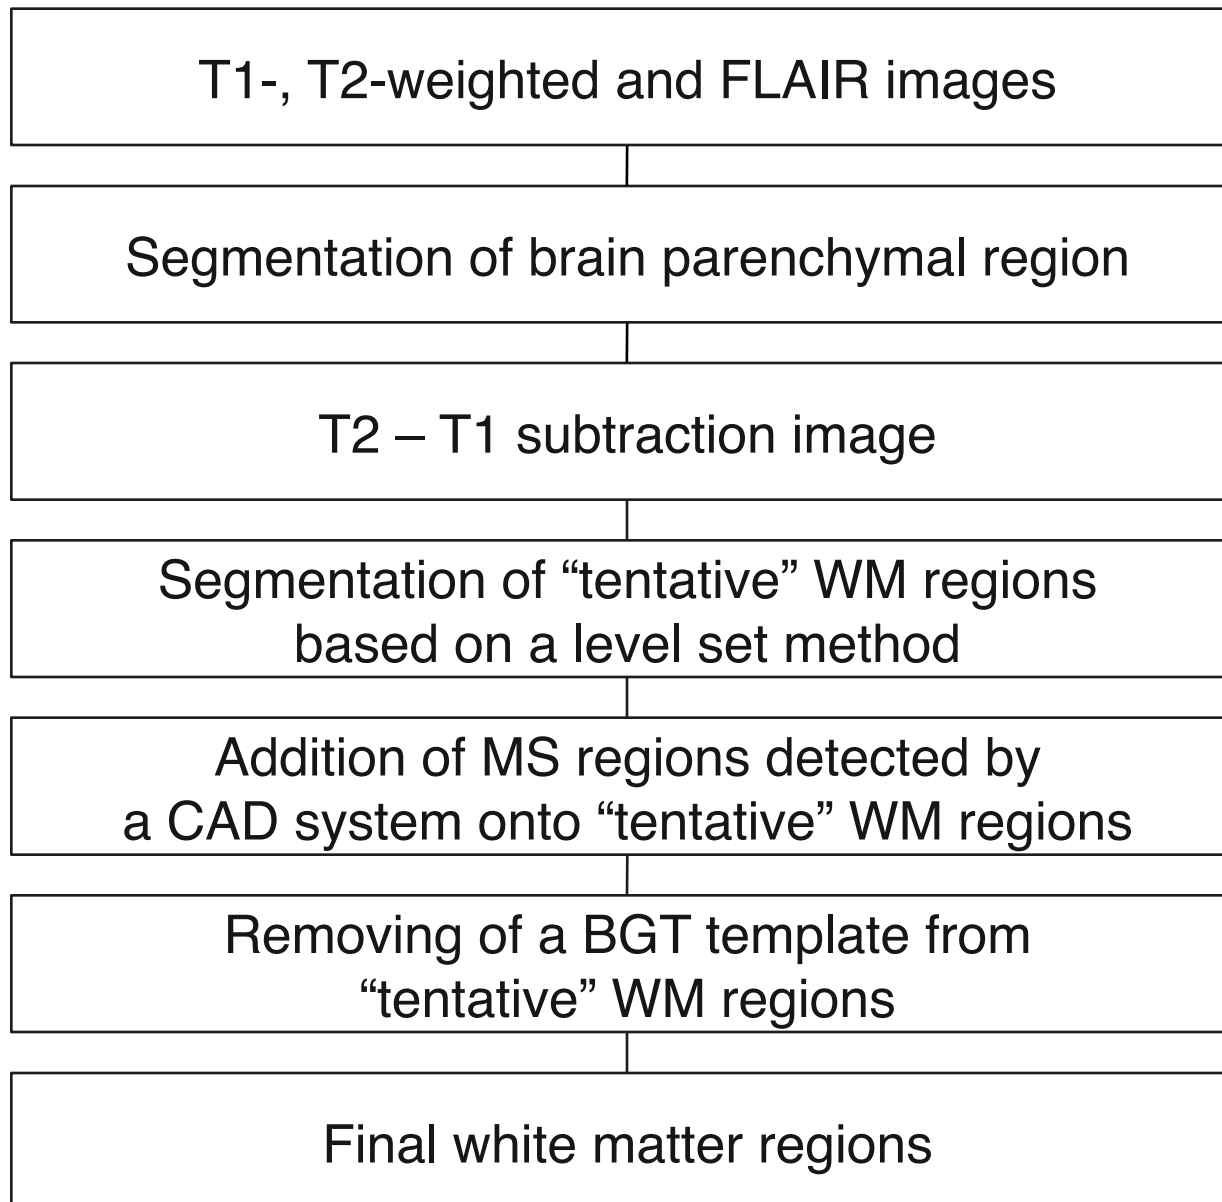 T1-, T2-weighted and FLAIR images
Segmentation of brain parenchymal region
T2 – T1 subtraction image
Segmentation of “tentative” WM regions
based on a level set method
Addition of MS regions detected by
a CAD system onto “tentative” WM regions
Removing of a BGT template from
“tentative” WM regions
Final white matter regions